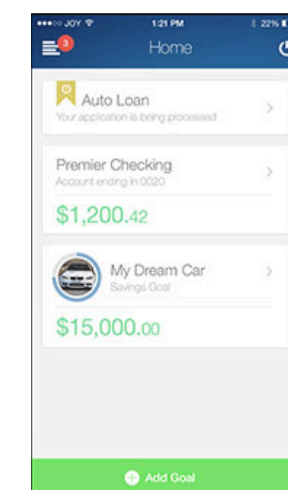 JOY 1:21 PM 22%
3
Home
Auto Loan
Your application is being processed
Premier Checking
Account ending in 0020
$1,200.42
My Dream Car
Savings Goal
$15,000.00
Add Goal